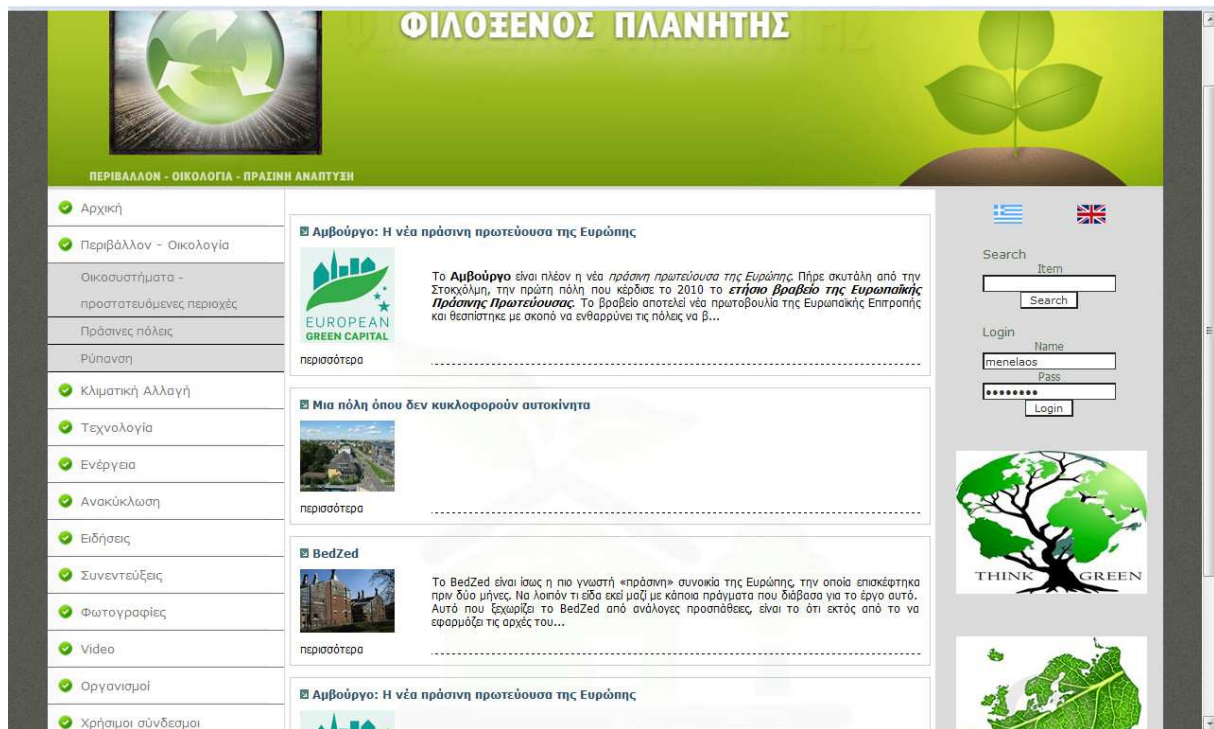 ΦΙΛΟΞΕΝΟΣ ΠΛΑΝΗΤΗΣ
ΠΕΡΙΒΑΛΛΟΝ - ΟΙΚΟΛΟΓΙΑ - ΠΡΑΣΙΝΗ ΑΝΑΠΤΥΞΗ
Αρχική
Περιβάλλον - Οικολογία
Οικοσυστήματα -
προστατευόμενες περιοχές
Πράσινες πόλεις
Ρύπανση
Κλιματική Αλλαγή
Τεχνολογία
Ενέργεια
Ανακύκλωση
Ειδήσεις
Συνεντεύξεις
Φωτογραφίες
Video
Οργανισμοί
Χρήσιμοι σύνδεσμοι
Αμβούργο: Η νέα πράσινη πρωτεύουσα της Ευρώπης
EUROPEAN
GREEN CAPITAL
Το Αμβούργο είναι πλέον η νέα πράσινη πρωτεύουσα της Ευρώπης. Πήρε σκυτάλη από την
Στοκχόλμη, την πρώτη πόλη που κέρδισε το 2010 το ετήσιο βραβείο της Ευρωπαϊκής
Πράσινης Πρωτεύουσας. Το βραβείο αποτελεί νέα πρωτοβουλία της Ευρωπαϊκής Επιτροπής
και θεσπίστηκε με σκοπό να ενθαρρύνει τις πόλεις να β...
περισσότερα
Μια πόλη όπου δεν κυκλοφορούν αυτοκίνητα
περισσότερα
BedZed
Το BedZed είναι ίσως η πιο γνωστή «πράσινη» συνοικία της Ευρώπης, την οποία επισκέφτηκα
πριν δύο μήνες. Να λοιπόν τι είδα εκεί μαζί με κάποια πράγματα που διάβασα για το έργο αυτό.
Αυτό που ξεχωρίζει το BedZed από ανάλογες προσπάθειες, είναι το ότι εκτός από το να
εφαρμόζει τις αρχές του...
περισσότερα
Αμβούργο: Η νέα πράσινη πρωτεύουσα της Ευρώπης
Search
Item
Search
Login
Name
menelaos
Pass
Login
THINK GREEN